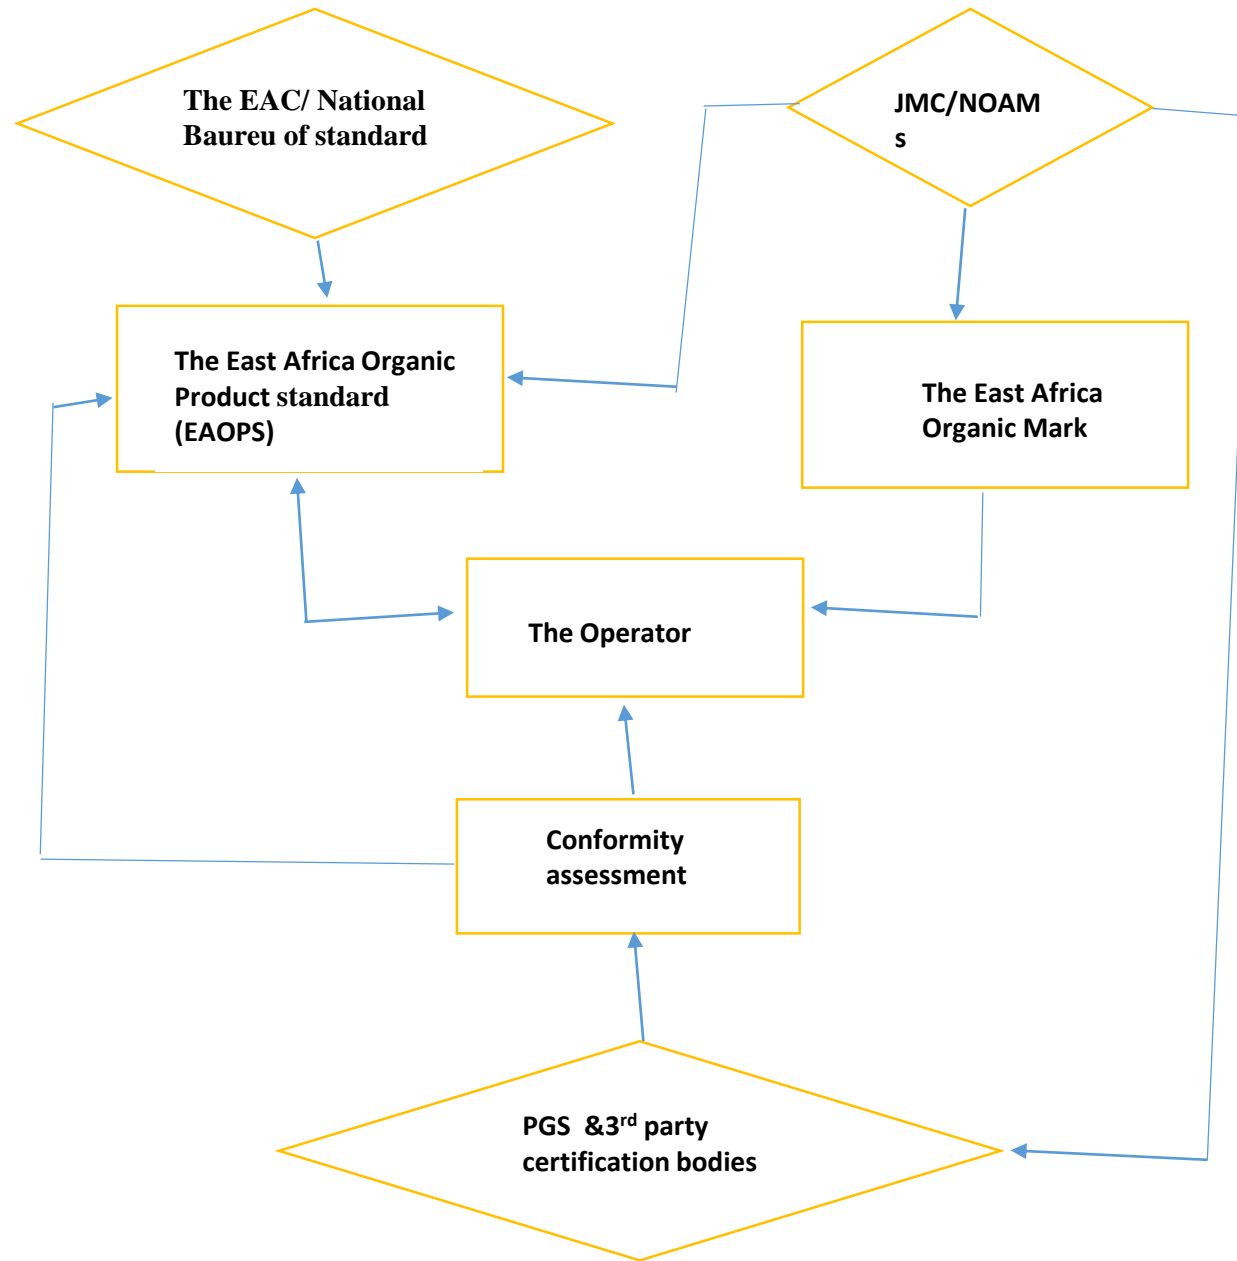 The EAC/ National
Baureu of standard
JMC/NOAM
s
The East Africa Organic
Product standard
(EAOPS)
The East Africa
Organic Mark
The Operator
Conformity
assessment
PGS &3rd party
certification bodies